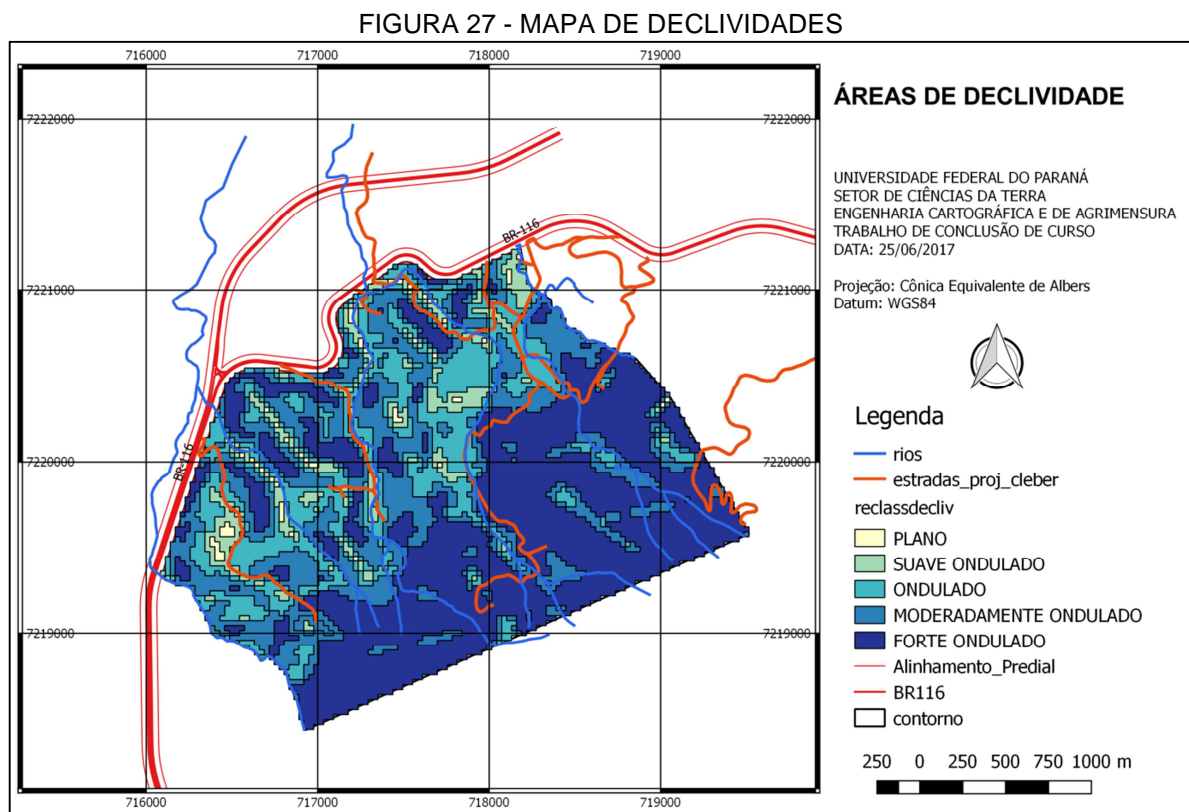 FIGURA 27 - MAPA DE DECLIVIDADES
716000 717000 718000 719000
7222000 7222000
7221000 7221000
7220000 7220000
7219000 7219000
BR-116
BR-116
716000 717000 718000 719000
ÁREAS DE DECLIVIDADE
UNIVERSIDADE FEDERAL DO PARANÁ
SETOR DE CIÊNCIAS DA TERRA
ENGENHARIA CARTOGRÁFICA E DE AGRIMENSURA
TRABALHO DE CONCLUSÃO DE CURSO
DATA: 25/06/2017
Projeção: Cônica Equivalente de Albers
Datum: WGS84
Legenda
rios
estradas_proj_cleber
reclassdecliv
PLANO
SUAVE ONDULADO
ONDULADO
MODERADAMENTE ONDULADO
FORTE ONDULADO
Alinhamento_Predial
BR116
contorno
250 0 250 500 750 1000 m